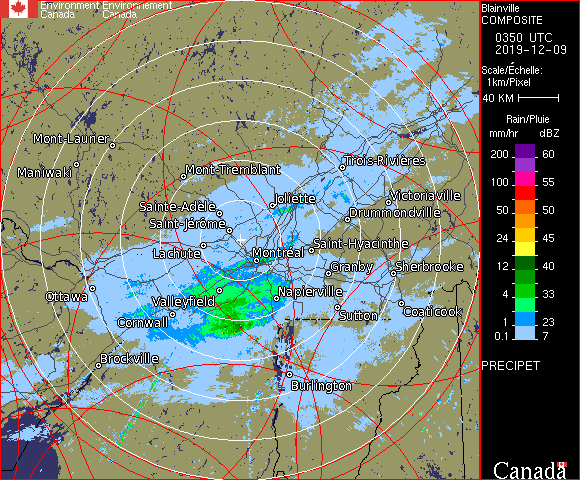 Environment Environnement
Canada Canada
Blainville
COMPOSITE
0350 UTC
2019-12-09
Scale/Échelle:
1km/Pixel
40 KM
Rain/Pluie
mm/hr dBZ
200 60
100 55
50 50
24 45
12 40
4 33
1 23
0.1 7
PRECIPET
Canada
Mont-Laurier
Maniwaki
Mont-Tremblant
Trois-Rivières
Sainte-Adèle
Joliette
Victoriaville
Drummondville
Saint-Jérôme
Lachute
Montréal
Saint-Hyacinthe
Granby
Sherbrooke
Ottawa
Valleyfield
Napierville
Cornwall
Sutton
Coaticook
Brockville
Burlington